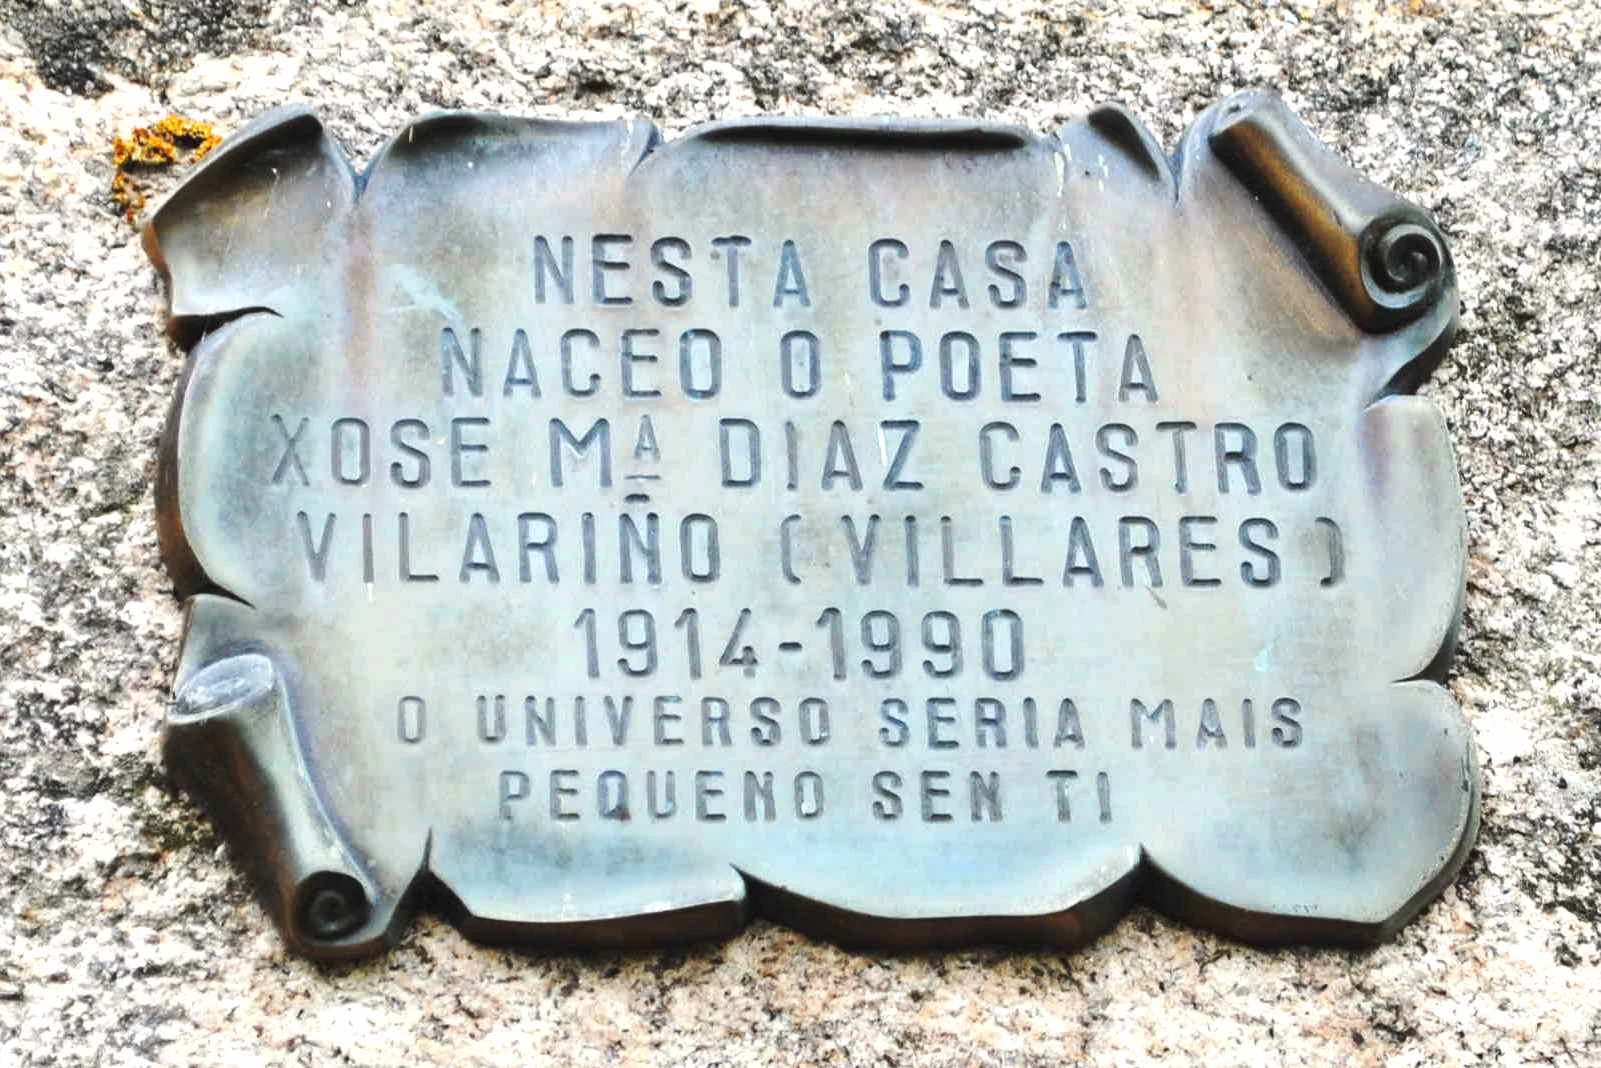 NESTA CASA
NACEO O POETA
XOSE Mª DIAZ CASTRO
VILARIÑO (VILLARES)
1914-1990
O UNIVERSO SERIA MAIS
PEQUENO SEN TI